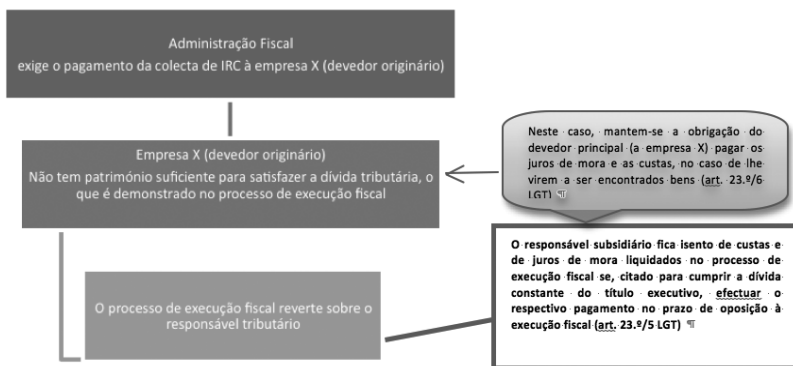 Administração Fiscal
exige o pagamento da colecta de IRC à empresa X (devedor originário)
Empresa X (devedor originário)
Não tem património suficiente para satisfazer a dívida tributária, o
que é demonstrado no processo de execução fiscal
Neste caso, mantem-se a obrigação do
devedor principal (a empresa X) pagar os
juros de mora e as custas, no caso de lhe
virem a ser encontrados bens (art. 23.º/6
LGT) ¶
O responsável subsidiário fica isento de custas e
de juros de mora liquidados no processo de
execução fiscal se, citado para cumprir a dívida
constante do título executivo, efectuar o
respectivo pagamento no prazo de oposição à
execução fiscal (art. 23.º/5 LGT) ¶
O processo de execução fiscal reverte sobre o
responsável tributário